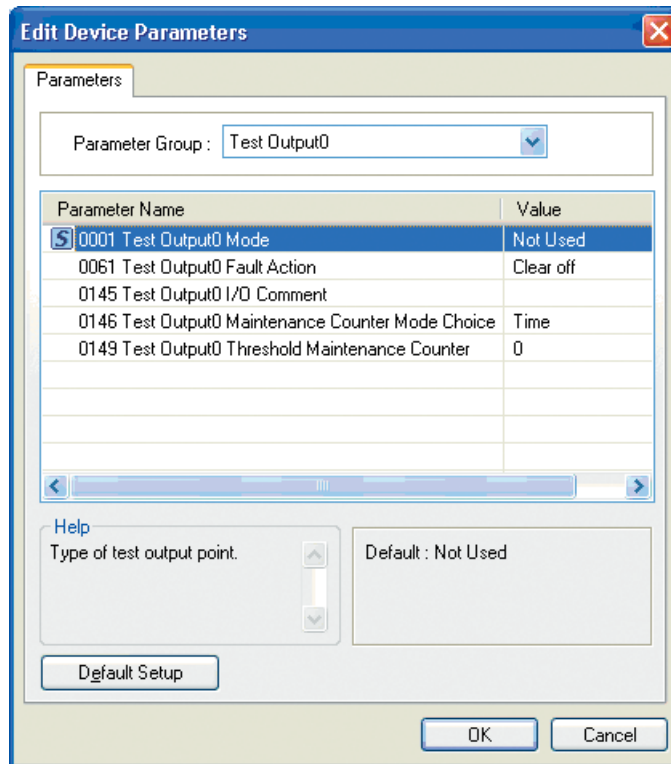 Edit Device Parameters
Parameters
Parameter Group : Test Output0
Parameter Name Value
S 0001 Test Output0 Mode Not Used
0061 Test Output0 Fault Action Clear off
0145 Test Output0 I/O Comment
0146 Test Output0 Maintenance Counter Mode Choice Time
0149 Test Output0 Threshold Maintenance Counter 0
Help
Type of test output point. Default : Not Used
Default Setup
OK Cancel